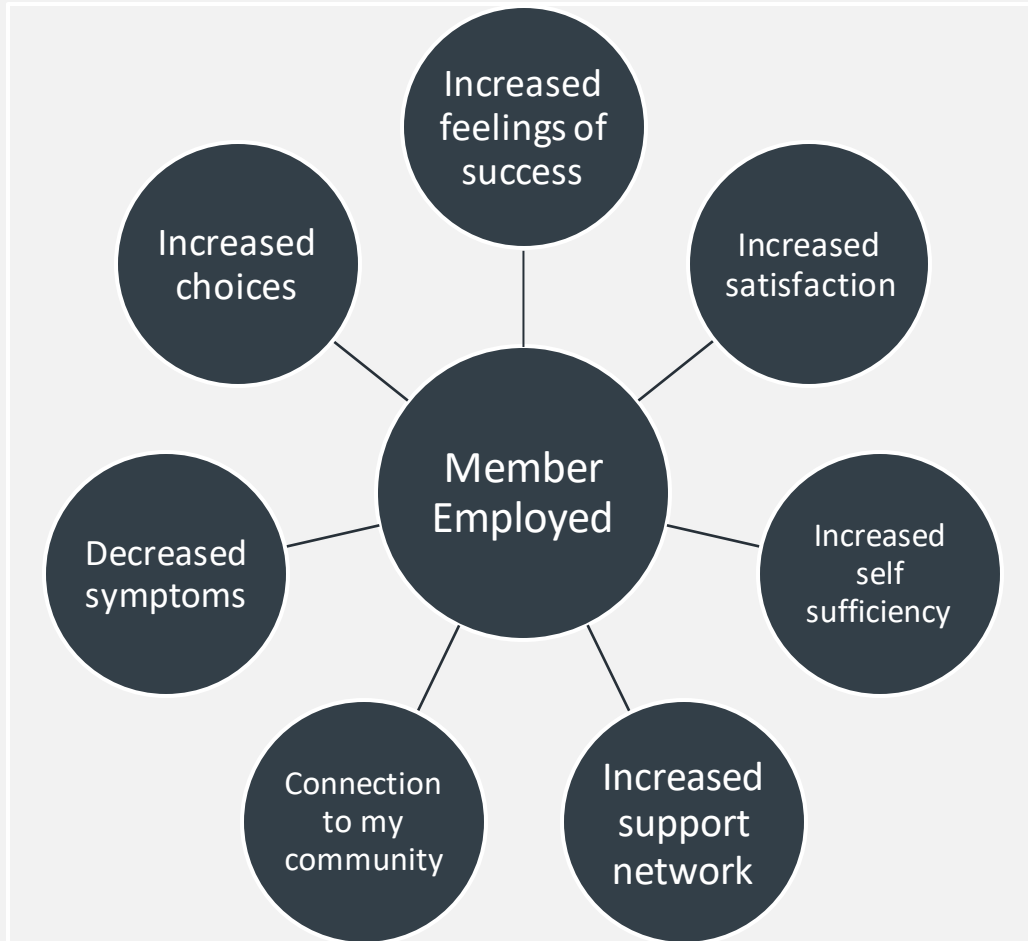 Increased
feelings of
success
Increased
choices
Increased
satisfaction
Member
Employed
Decreased
symptoms
Increased
self
sufficiency
Connection
to my
community
Increased
support
network